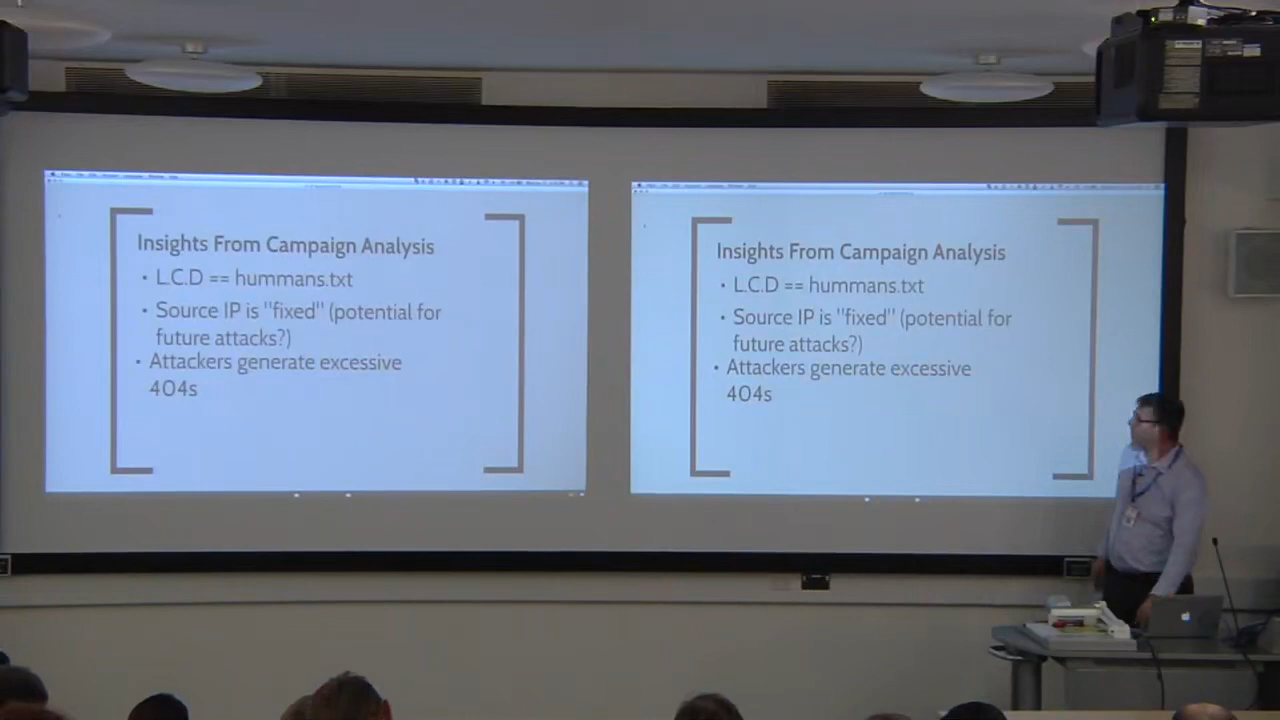 Insights From Campaign Analysis
• L.C.D == hummans.txt
• Source IP is "fixed" (potential for
future attacks?)
• Attackers generate excessive
404s
Insights From Campaign Analysis
• L.C.D == hummans.txt
• Source IP is "fixed" (potential for
future attacks?)
• Attackers generate excessive
404s